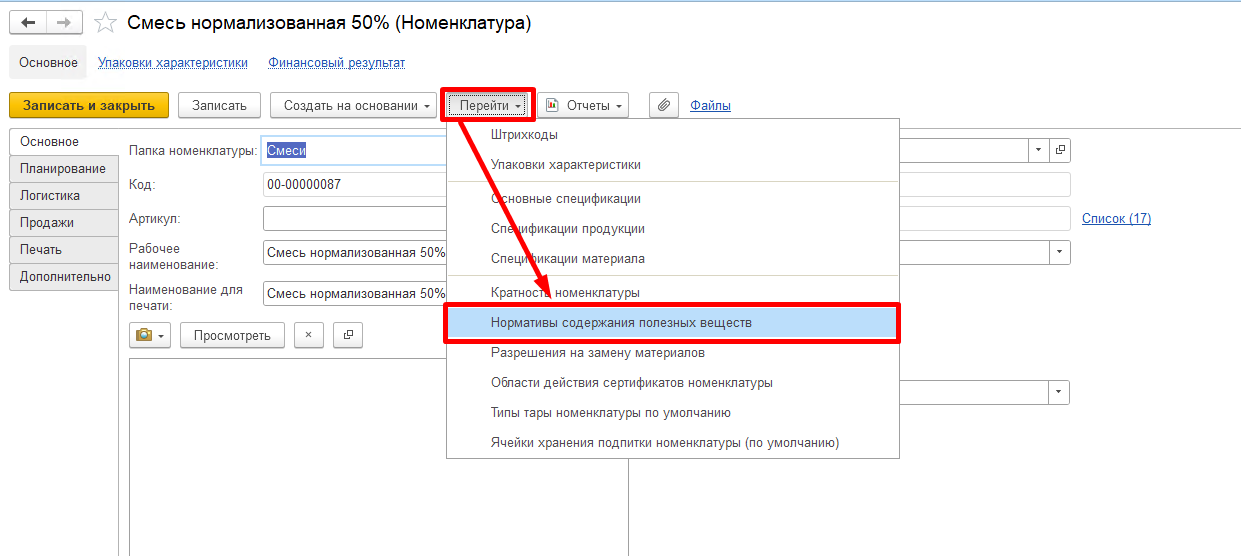 Смесь нормализованная 50% (Номенклатура)
Основное Упаковки характеристики Финансовый результат
Записать и закрыть Записать Создать на основании Перейти Отчеты Файлы
Основное
Планирование
Логистика
Продажи
Печать
Дополнительно
Папка номенклатуры: Смеси
Код: 00-00000087
Артикул:
Рабочее
наименование:
Смесь нормализованная 50%
Наименование для
печати:
Смесь нормализованная 50%
Просмотреть ×
Штрихкоды
Упаковки характеристики
Основные спецификации
Спецификации продукции
Спецификации материала
Кратность номенклатуры
Нормативы содержания полезных веществ
Разрешения на замену материалов
Области действия сертификатов номенклатуры
Типы тары номенклатуры по умолчанию
Ячейки хранения подпитки номенклатуры (по умолчанию)
Список (17)